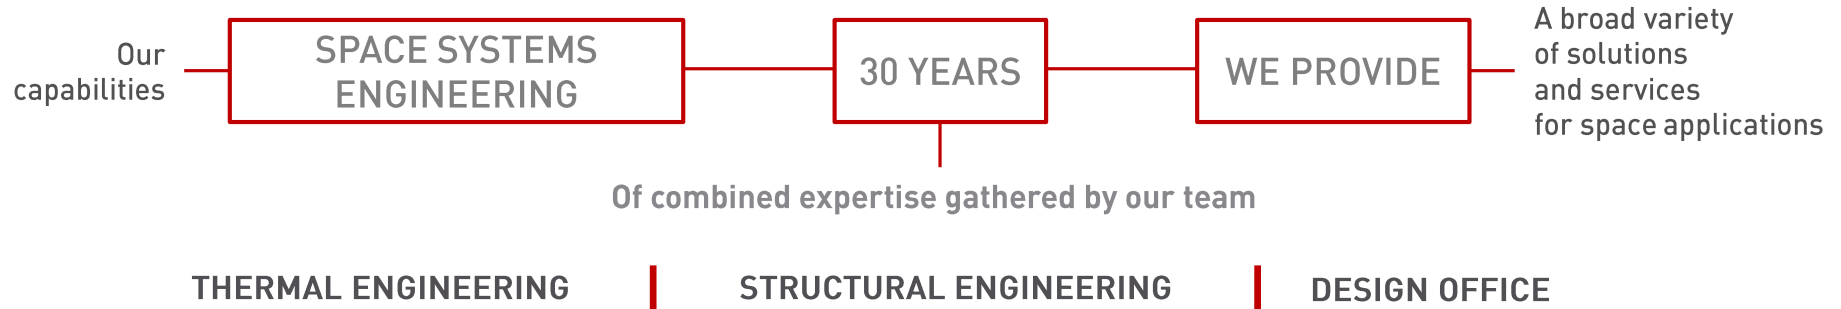 Our
capabilities
SPACE SYSTEMS
ENGINEERING
30 YEARS
WE PROVIDE
A broad variety
of solutions
and services
for space applications
Of combined expertise gathered by our team
THERMAL ENGINEERING
STRUCTURAL ENGINEERING
DESIGN OFFICE